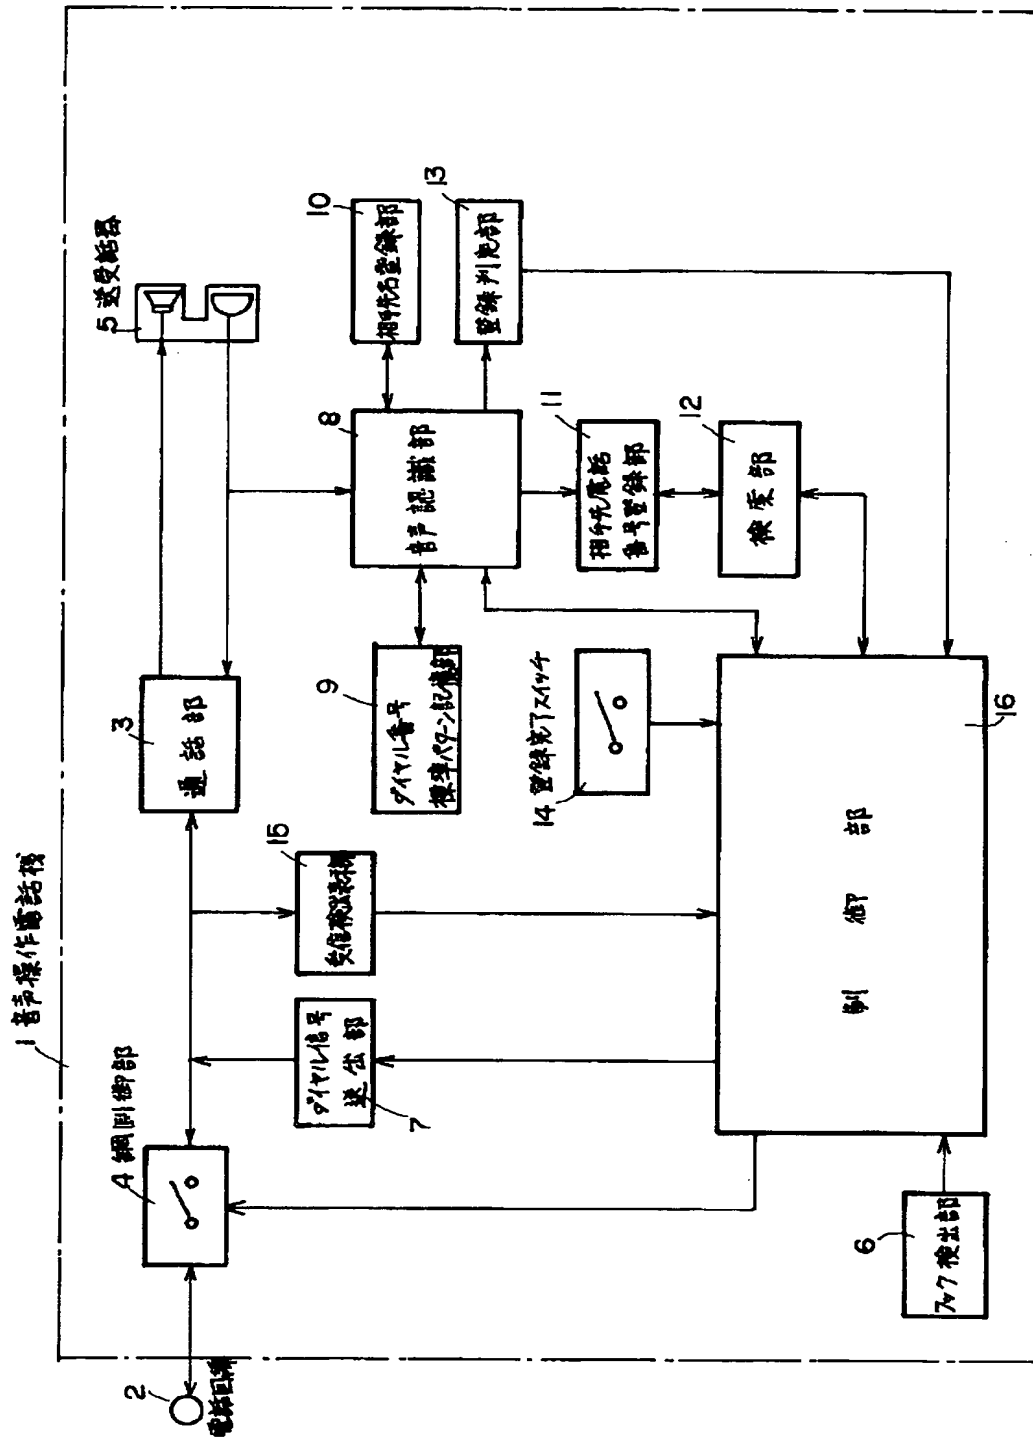 1 音声操作電話機
2
電話回線
4 網制御部
3
通話部
5 送受話器
ダイヤル信号
送出部
7
15
受信検出表示部
9
ダイヤル番号
標準パターン記憶部
8
音声認識部
10
相手先名登録部
13
登録判定部
11
相手先電話
番号登録部
12
検索部
14 登録完了スイッチ
6
フック検出部
制御部
16